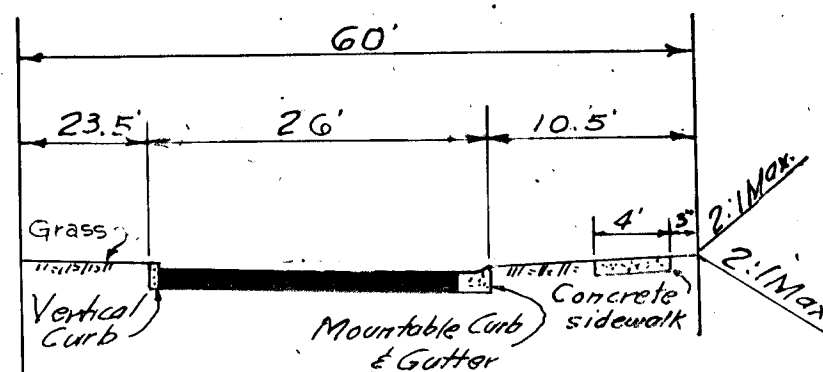 60'
23.5'
26'
10.5'
Grass
4'
3"
2:1 Max.
2:1 Max
Vertical
Curb
Mountable Curb
& Gutter
Concrete
sidewalk